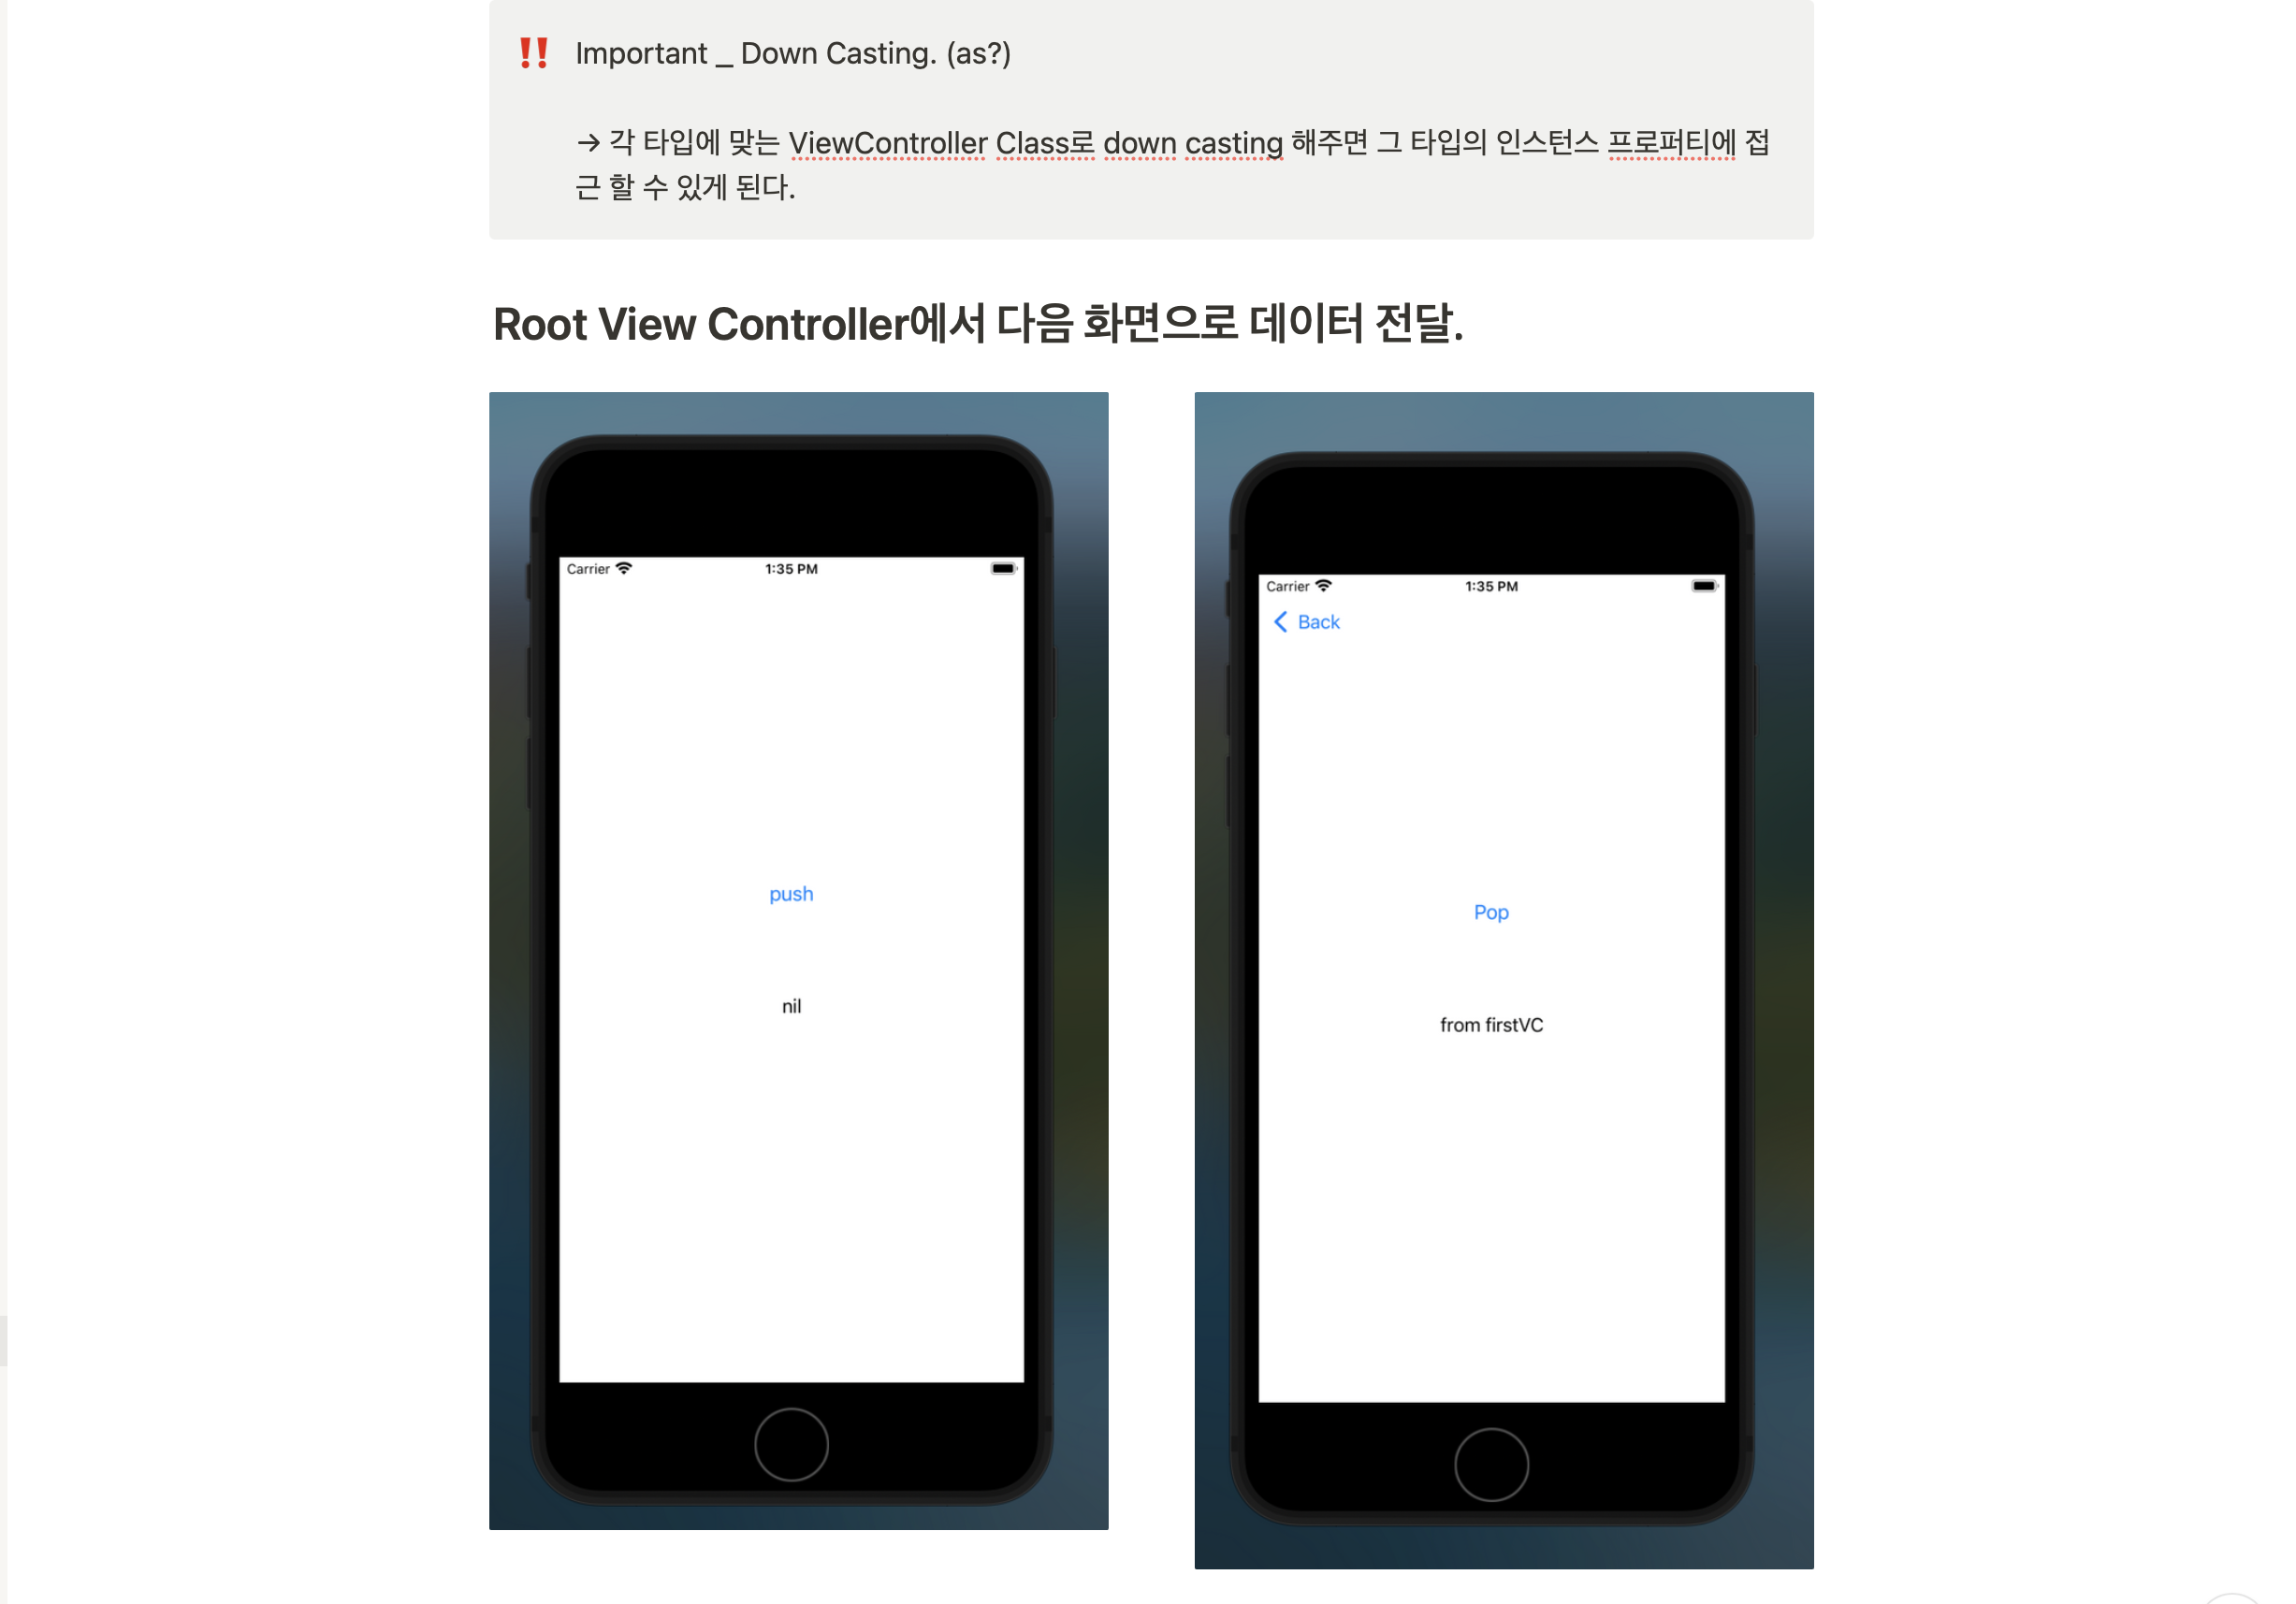 ‼️ Important _ Down Casting. (as?)
→ 각 타입에 맞는 ViewController Class로 down casting 해주면 그 타입의 인스턴스 프로퍼티에 접
근 할 수 있게 된다.
Root View Controller에서 다음 화면으로 데이터 전달.
Carrier 1:35 PM
push
nil
Carrier 1:35 PM
Back
Pop
from firstVC